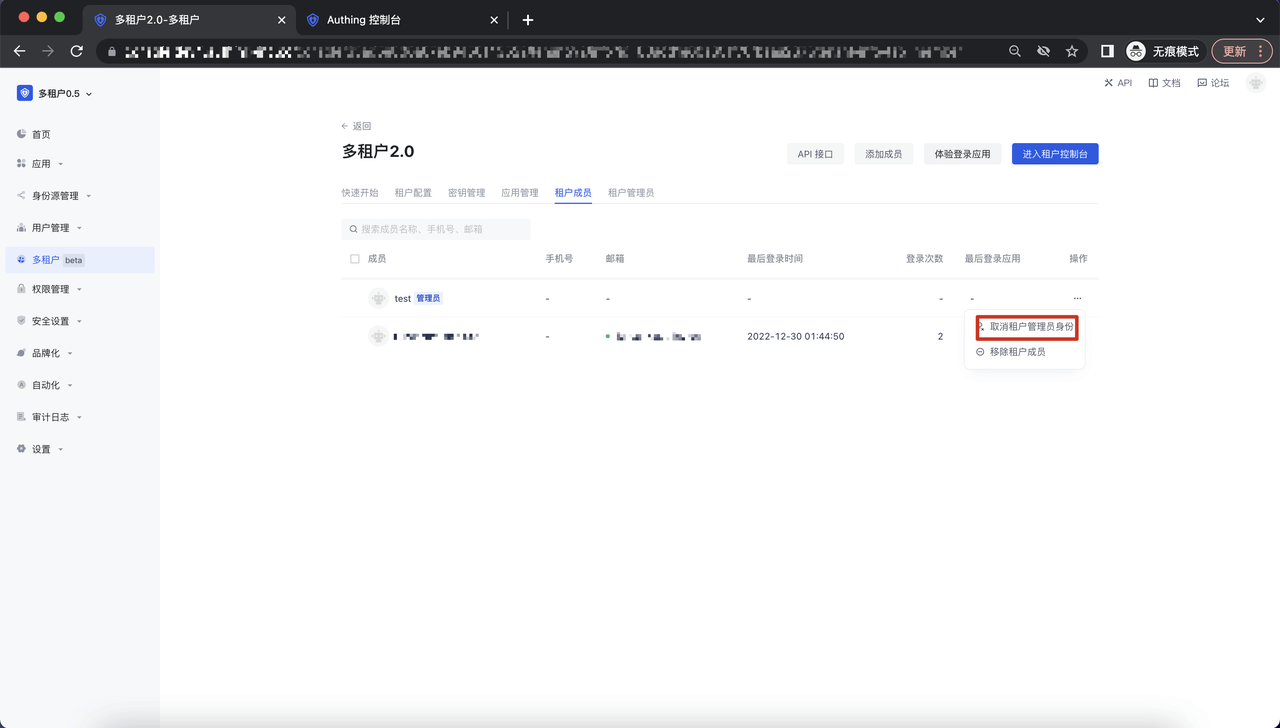 多租户2.0-多租户
Authing 控制台
无痕模式
更新
多租户0.5
API
文档
论坛
首页
应用
身份源管理
用户管理
多租户 beta
权限管理
安全设置
品牌化
自动化
审计日志
设置
返回
多租户2.0
API 接口
添加成员
体验登录应用
进入租户控制台
快速开始
租户配置
密钥管理
应用管理
租户成员
租户管理员
搜索成员名称、手机号、邮箱
成员 手机号 邮箱 最后登录时间 登录次数 最后登录应用 操作
test 管理员 - - - - - ...
- 2022-12-30 01:44:50 2
取消租户管理员身份
移除租户成员